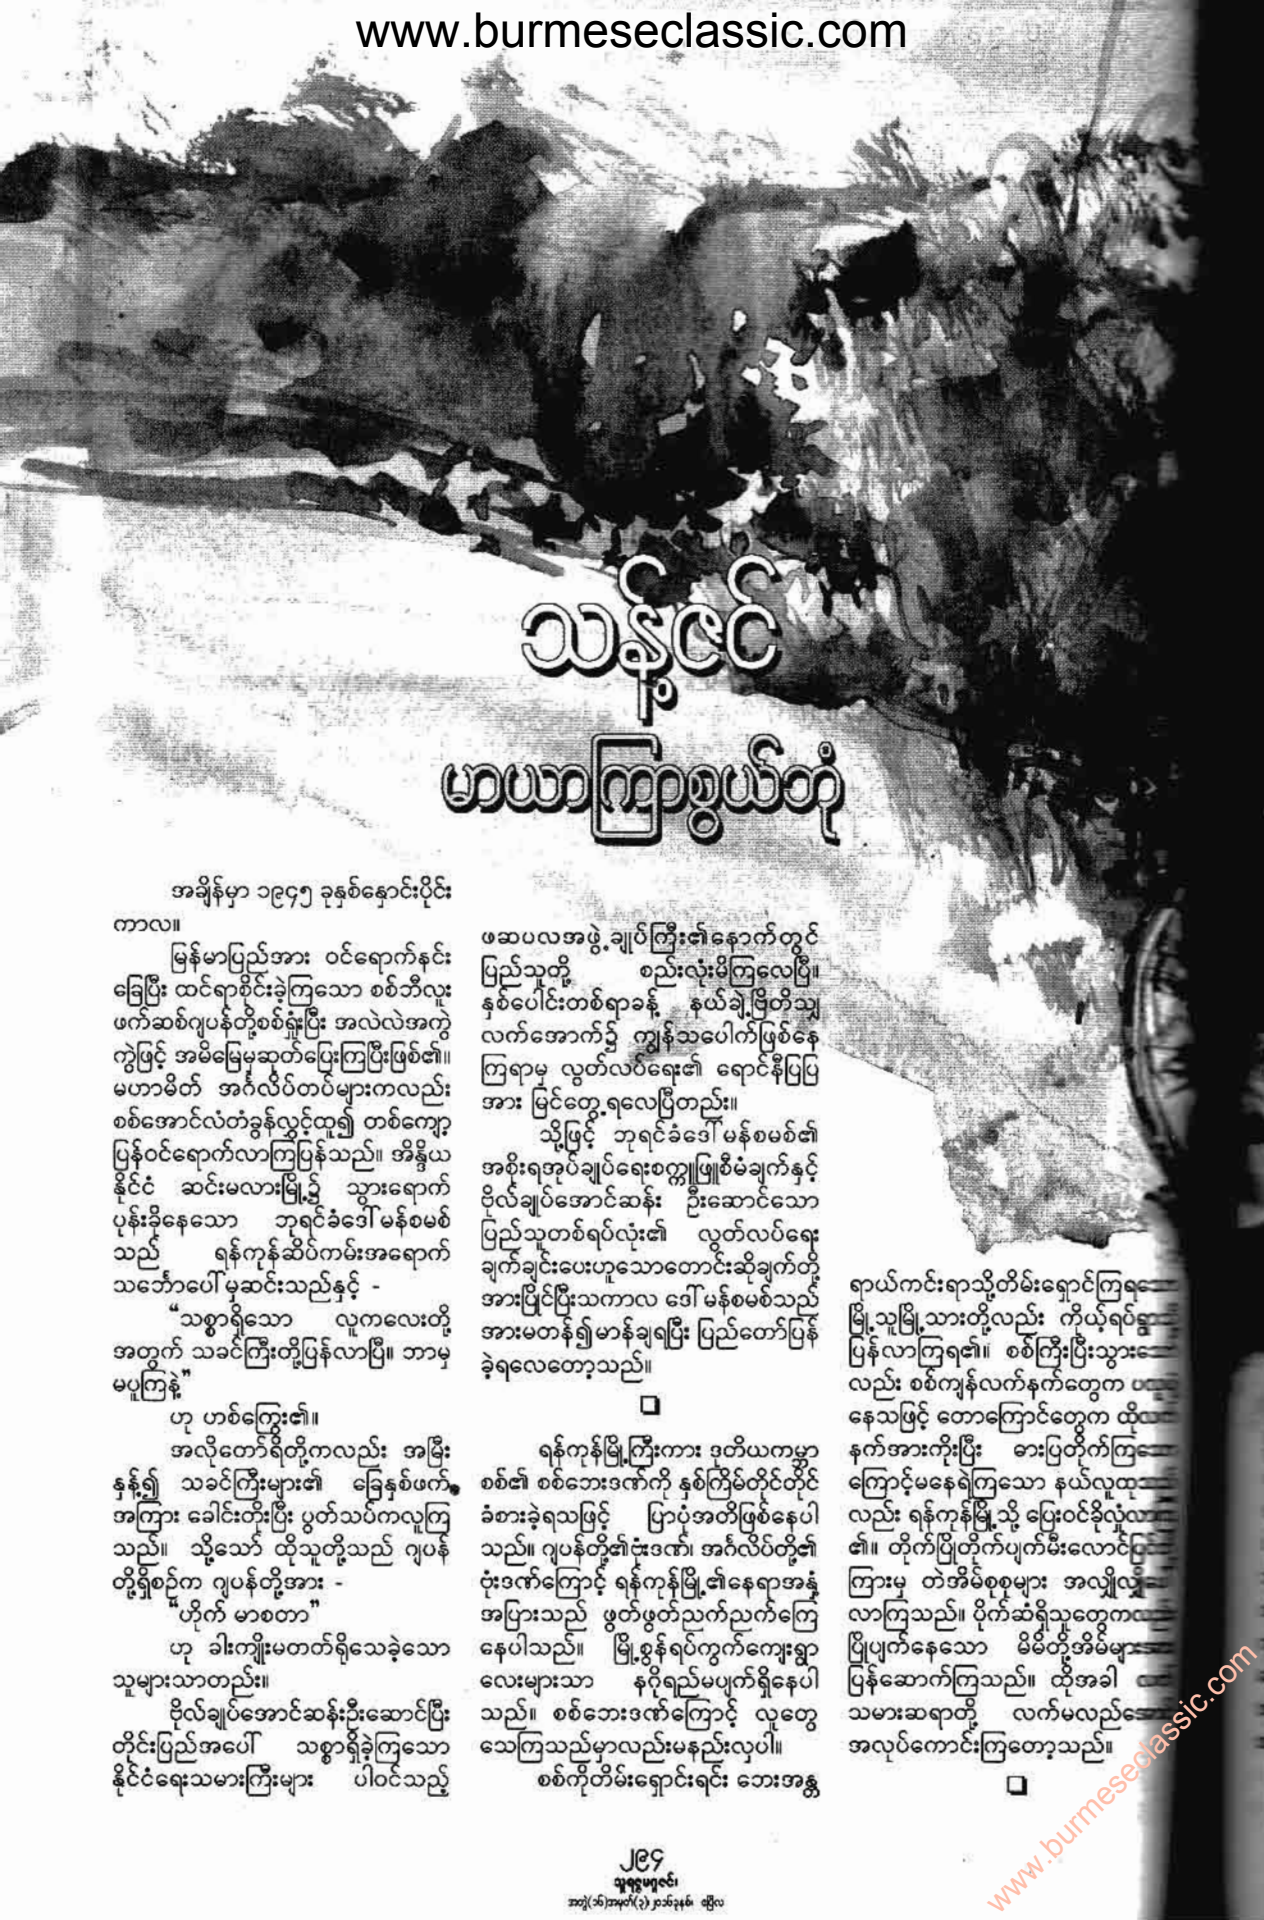 www.burmeseclassic.com
သန့်ဇင်
မာယာကြာစွယ်ဘုံ
အချိန်မှာ ၁၉၄၅ ခုနှစ်နှောင်းပိုင်း
ကာလ။
မြန်မာပြည်အား ဝင်ရောက်နင်း
ခြေပြီး ထင်ရာစိုင်းခဲ့ကြသော စစ်ဘီလူး
ဖက်ဆစ်ဂျပန်တို့စစ်ရှုံးပြီး အလဲလဲအကွဲ
ကွဲဖြင့် အမိမြေမှဆုတ်ပြေးကြပြီးဖြစ်၏။
မဟာမိတ် အင်္ဂလိပ်တပ်များကလည်း
စစ်အောင်လံတံခွန်လွှင့်ထူ၍ တစ်ကျော့
ပြန်ဝင်ရောက်လာကြပြန်သည်။ အိန္ဒိယ
နိုင်ငံ ဆင်းမလားမြို့၌ သွားရောက်
ပုန်းခိုနေသော ဘုရင်ခံဒေါ်မန်စမစ်
သည် ရန်ကုန်ဆိပ်ကမ်းအရောက်
သင်္ဘောပေါ်မှဆင်းသည်နှင့် -
“သစ္စာရှိသော လူကလေးတို့
အတွက် သခင်ကြီးတို့ပြန်လာပြီ။ ဘာမှ
မပူကြနဲ့”
ဟု ဟစ်ကြွေး၏။
အလိုတော်ရိတို့ကလည်း အမြီး
နှန့်၍ သခင်ကြီးများ၏ ခြေနှစ်ဖက်
အကြား ခေါင်းတိုးပြီး ပွတ်သပ်ကလူကြ
သည်။ သို့သော် ထိုသူတို့သည် ဂျပန်
တို့ရှိစဉ်က ဂျပန်တို့အား -
“ဟိုက် မာစတာ”
ဟု ခါးကျိုးမတတ်ရိုသေခဲ့သော
သူများသာတည်း။
ဗိုလ်ချုပ်အောင်ဆန်းဦးဆောင်ပြီး
တိုင်းပြည်အပေါ် သစ္စာရှိခဲ့ကြသော
နိုင်ငံရေးသမားကြီးများ ပါဝင်သည့်
ဖဆပလအဖွဲ့ချုပ်ကြီး၏နောက်တွင်
ပြည်သူတို့ စည်းလုံးမိကြလေပြီ။
နှစ်ပေါင်းတစ်ရာခန့် နယ်ချဲ့ဗြိတိသျှ
လက်အောက်၌ ကျွန်သပေါက်ဖြစ်နေ
ကြရာမှ လွတ်လပ်ရေး၏ ရောင်နီပြပြ
အား မြင်တွေ့ရလေပြီတည်း။
သို့ဖြင့် ဘုရင်ခံဒေါ်မန်စမစ်၏
အစိုးရအုပ်ချုပ်ရေးစက္ကူဖြူစီမံချက်နှင့်
ဗိုလ်ချုပ်အောင်ဆန်း ဦးဆောင်သော
ပြည်သူတစ်ရပ်လုံး၏ လွတ်လပ်ရေး
ချက်ချင်းပေးဟူသောတောင်းဆိုချက်တို့
အားပြိုင်ပြီးသကာလ ဒေါ်မန်စမစ်သည်
အားမတန်၍မာန်ချရပြီး ပြည်တော်ပြန်
ခဲ့ရလေတော့သည်။
ရန်ကုန်မြို့ကြီးကား ဒုတိယကမ္ဘာ
စစ်၏ စစ်ဘေးဒဏ်ကို နှစ်ကြိမ်တိုင်တိုင်
ခံစားခဲ့ရသဖြင့် ပြာပုံအတိဖြစ်နေပါ
သည်။ ဂျပန်တို့၏ဗုံးဒဏ်၊ အင်္ဂလိပ်တို့၏
ဗုံးဒဏ်ကြောင့် ရန်ကုန်မြို့၏နေရာအနှံ့
အပြားသည် ဖွတ်ဖွတ်ညက်ညက်ကြေ
နေပါသည်။ မြို့စွန်ရပ်ကွက်ကျေးရွာ
လေးများသာ နဂိုရည်မပျက်ရှိနေပါ
သည်။ စစ်ဘေးဒဏ်ကြောင့် လူတွေ
သေကြသည်မှာလည်းမနည်းလှပါ။
စစ်ကိုတိမ်းရှောင်းရင်း ဘေးအန္တ
ရာယ်ကင်းရာသို့တိမ်းရှောင်ကြရသော
မြို့သူမြို့သားတို့လည်း ကိုယ့်ရပ်ရွာ
ပြန်လာကြရ၏။ စစ်ကြီးပြီးသွား
လည်း စစ်ကျန်လက်နက်တွေက
နေသဖြင့် တောကြောင်တွေက
နက်အားကိုးပြီး ဓားပြတိုက်ကြ
ကြောင့်မနေရဲကြသော နယ်လူထု
လည်း ရန်ကုန်မြို့သို့ ပြေးဝင်ခိုလှုံ
၏။ တိုက်ပြိုတိုက်ပျက်မီးလောင်
ကြားမှ တဲအိမ်စုစုများ အလျှိုလျှို
လာကြသည်။ ပိုက်ဆံရှိသူတွေက
ပြိုပျက်နေသော မိမိတို့အိမ်များ
ပြန်ဆောက်ကြသည်။ ထိုအခါ
သမားဆရာတို့ လက်မလည်အောင်
အလုပ်ကောင်းကြတော့သည်။
၂၉၄
သူရဇ္ဇမဂ္ဂဇင်း
အတွဲ(၁၆)အမှတ်(၃)၊၂၀၁၆ခုနှစ်၊ ဧပြီလ
www.burmeseclassic.com